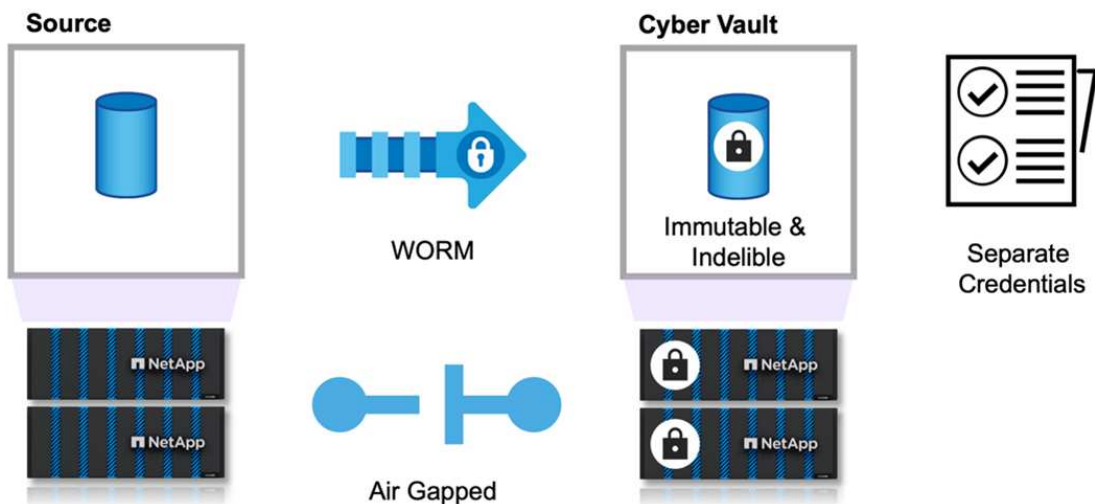 Source
Cyber Vault
WORM
Immutable &
Indelible
Separate
Credentials
NetApp
NetApp
NetApp
NetApp
Air Gapped